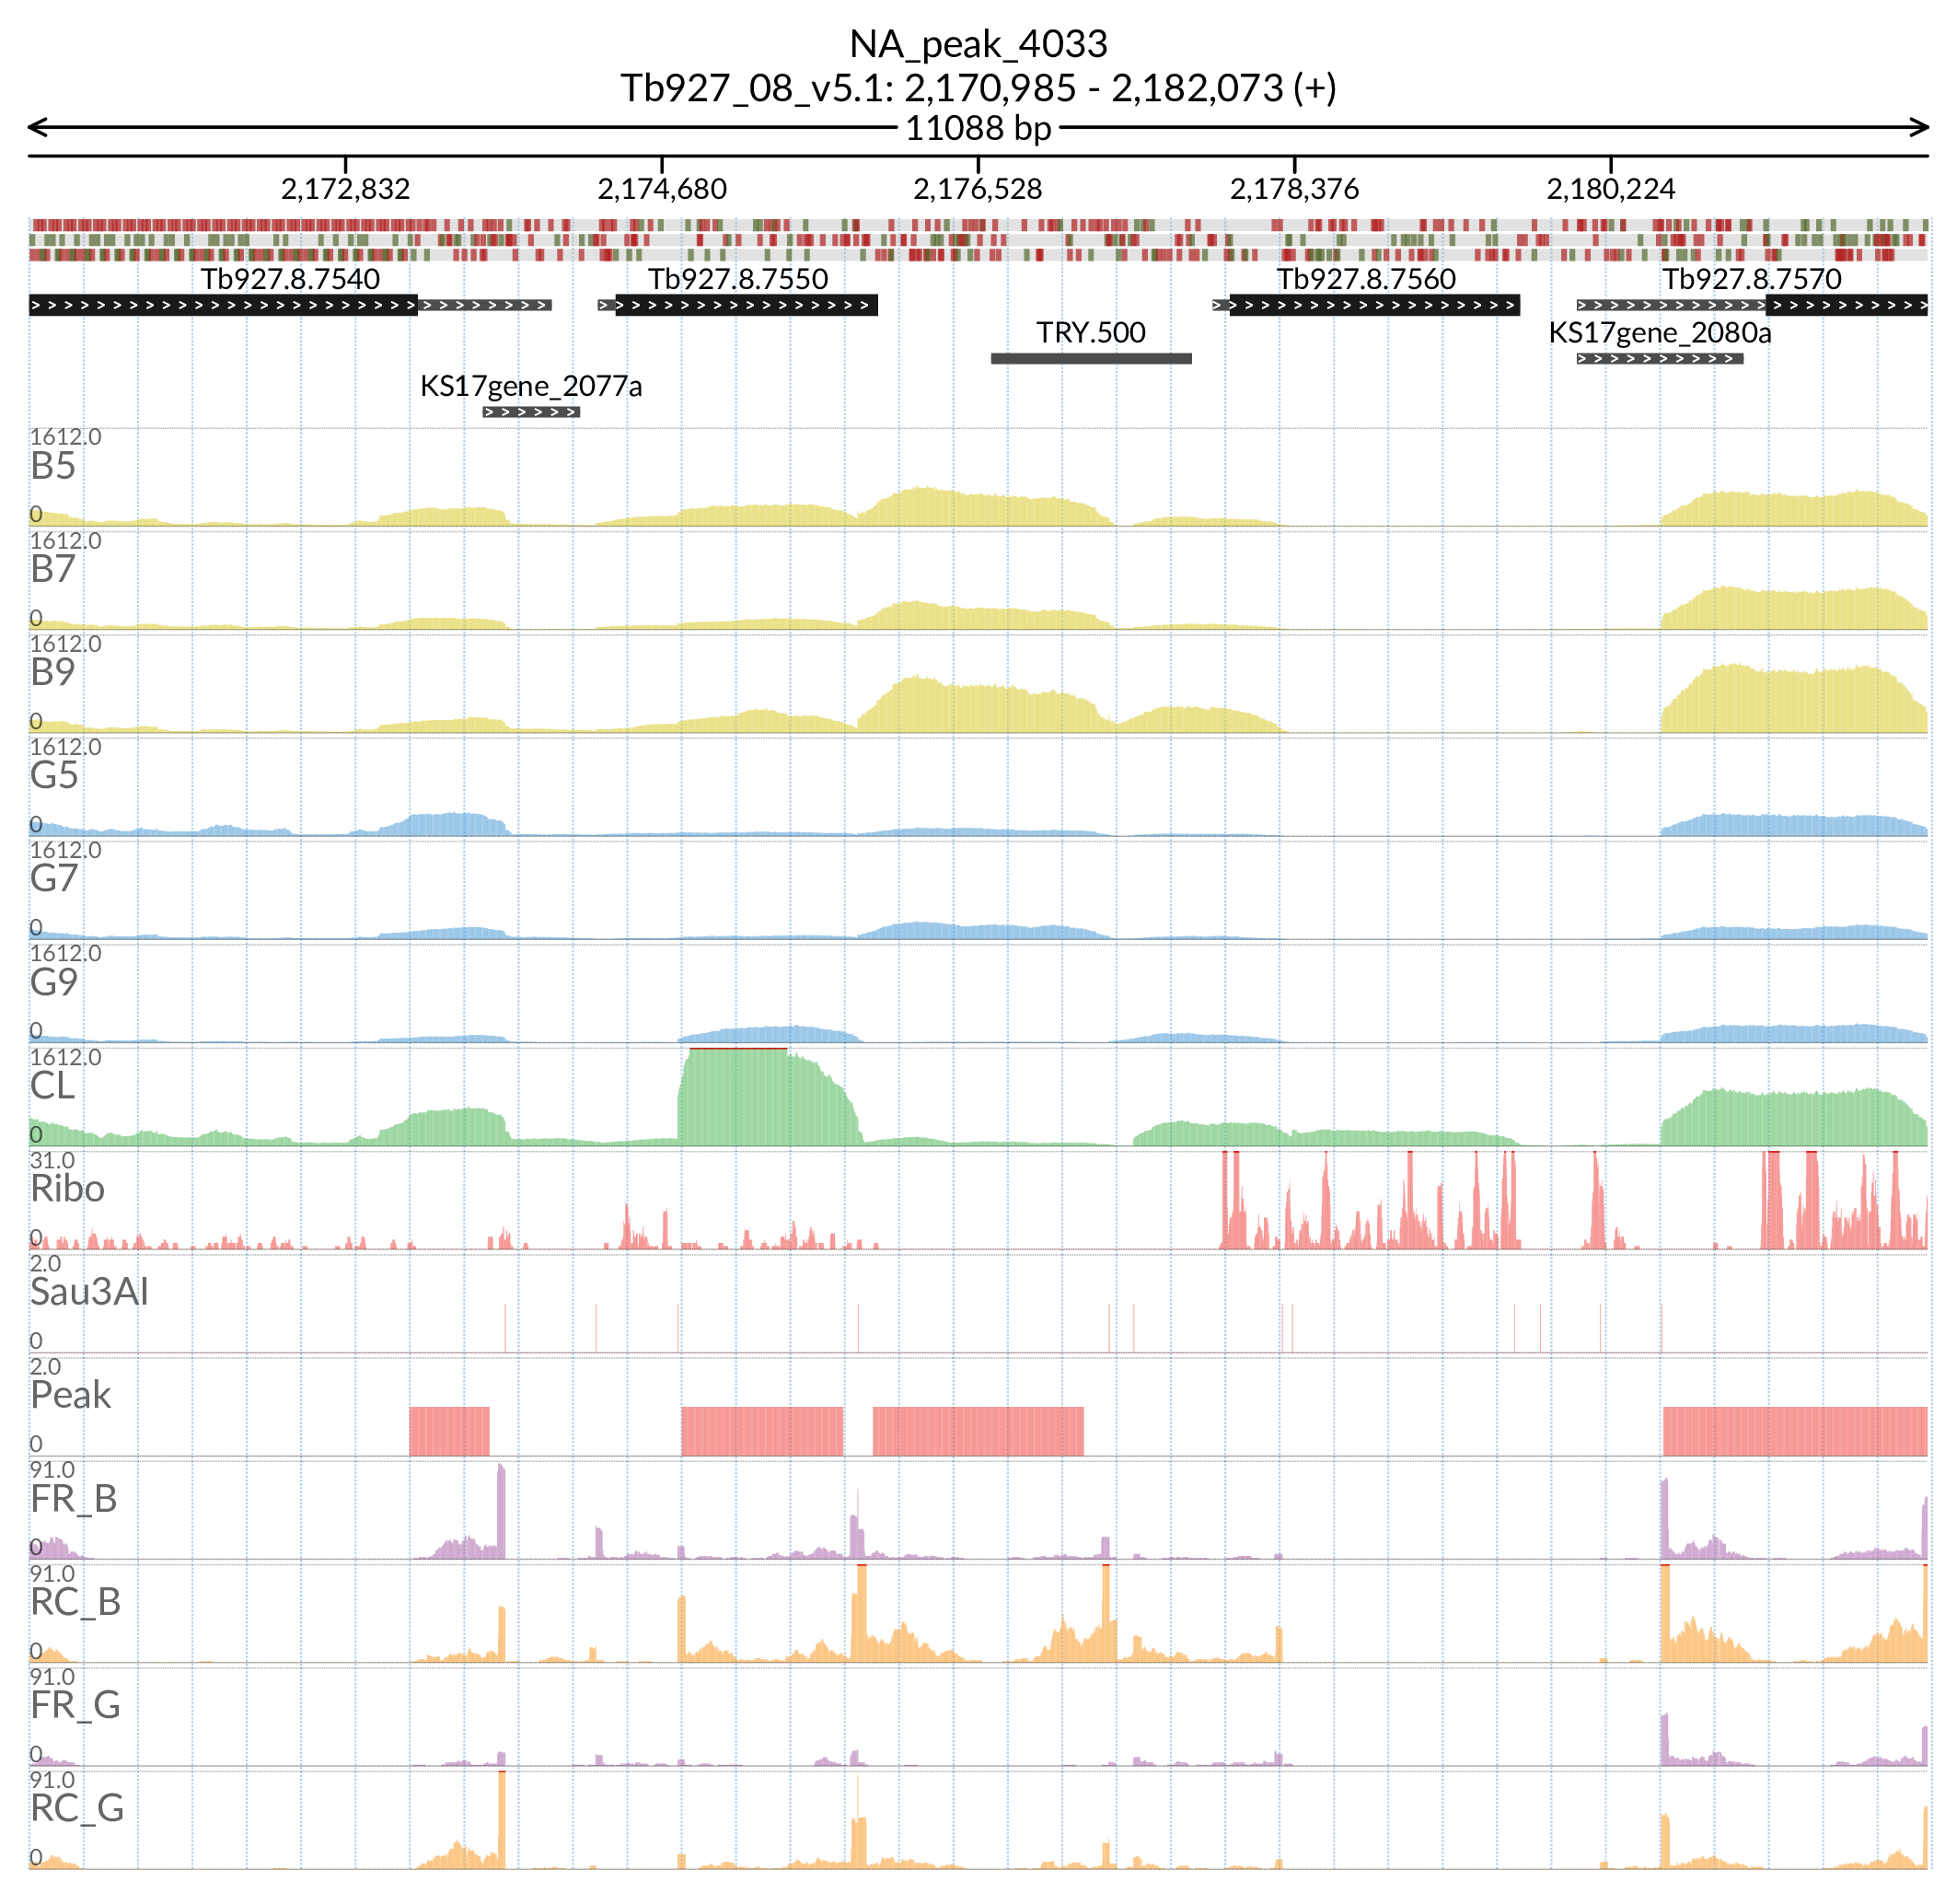 NA_peak_4033
Tb927_08_v5.1: 2,170,985 - 2,182,073 (+)
11088 bp
2,172,832 2,174,680 2,176,528 2,178,376 2,180,224
Tb927.8.7540 Tb927.8.7550 Tb927.8.7560 Tb927.8.7570
TRY.500 KS17gene_2080a
KS17gene_2077a
1612.0
B5
0
1612.0
B7
0
1612.0
B9
0
1612.0
G5
0
1612.0
G7
0
1612.0
G9
0
1612.0
CL
0
31.0
Ribo
0
2.0
Sau3AI
0
2.0
Peak
0
91.0
FR_B
0
91.0
RC_B
0
91.0
FR_G
0
91.0
RC_G
0